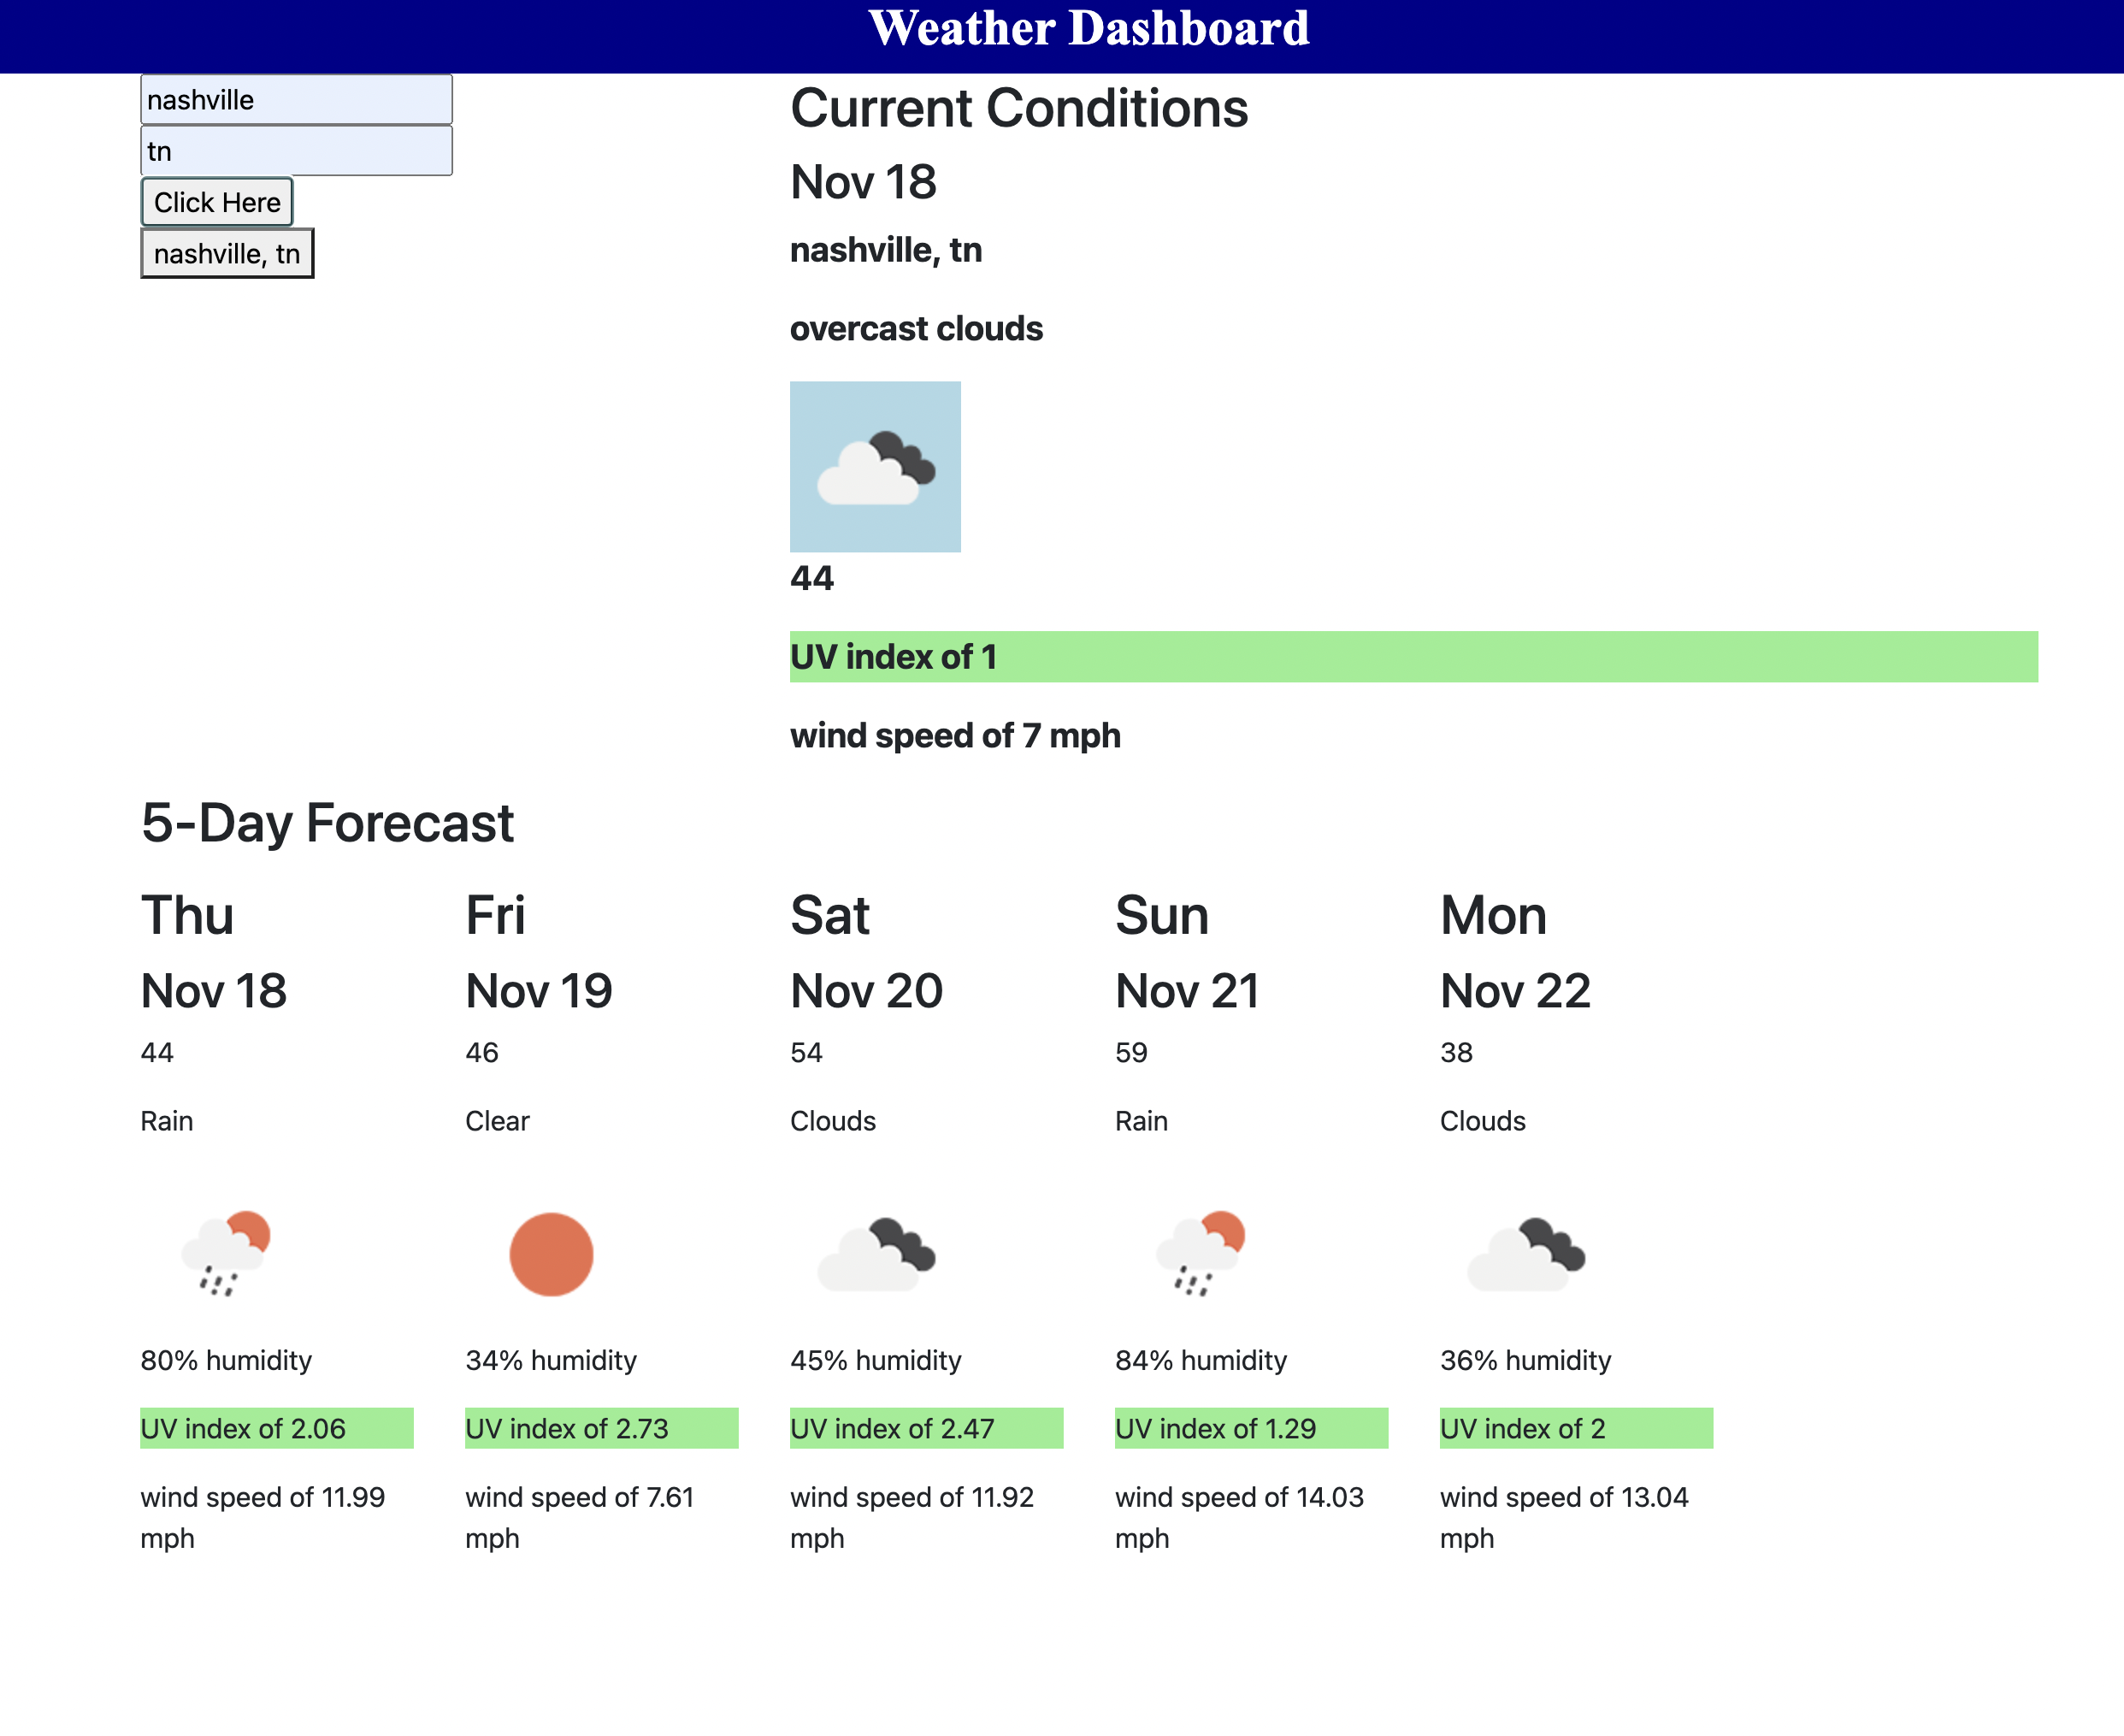 Weather Dashboard
nashville
tn
Click Here
nashville, tn
Current Conditions
Nov 18
nashville, tn
overcast clouds
44
UV index of 1
wind speed of 7 mph
5-Day Forecast
Thu
Nov 18
44
Rain
80% humidity
UV index of 2.06
wind speed of 11.99
mph
Fri
Nov 19
46
Clear
34% humidity
UV index of 2.73
wind speed of 7.61
mph
Sat
Nov 20
54
Clouds
45% humidity
UV index of 2.47
wind speed of 11.92
mph
Sun
Nov 21
59
Rain
84% humidity
UV index of 1.29
wind speed of 14.03
mph
Mon
Nov 22
38
Clouds
36% humidity
UV index of 2
wind speed of 13.04
mph